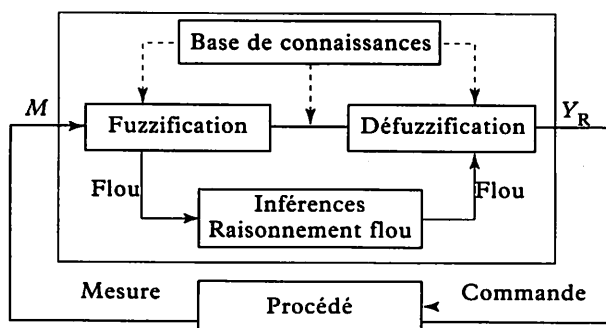 Base de connaissances
M
Fuzzification
Défuzzification
Y_R
Flou
Inférences
Raisonnement flou
Flou
Mesure
Procédé
Commande